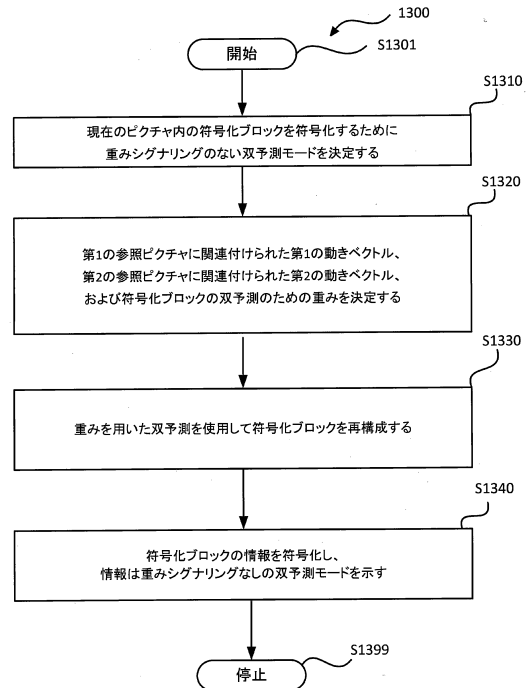 1300
開始
S1301
S1310
現在のピクチャ内の符号化ブロックを符号化するために
重みシグナリングのない双予測モードを決定する
S1320
第1の参照ピクチャに関連付けられた第1の動きベクトル、
第2の参照ピクチャに関連付けられた第2の動きベクトル、
および符号化ブロックの双予測のための重みを決定する
S1330
重みを用いた双予測を使用して符号化ブロックを再構成する
S1340
符号化ブロックの情報を符号化し、
情報は重みシグナリングなしの双予測モードを示す
S1399
停止